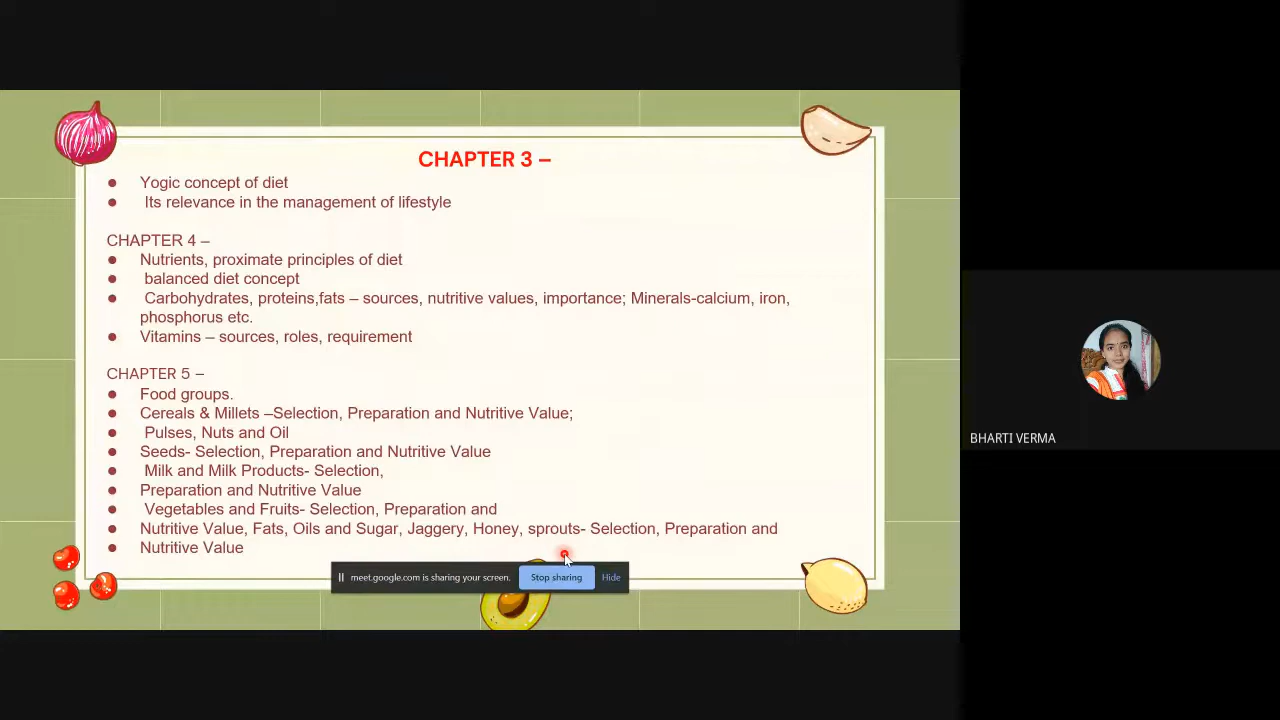 CHAPTER 3 –
● Yogic concept of diet
● Its relevance in the management of lifestyle
CHAPTER 4 –
● Nutrients, proximate principles of diet
● balanced diet concept
● Carbohydrates, proteins,fats – sources, nutritive values, importance; Minerals-calcium, iron,
phosphorus etc.
● Vitamins – sources, roles, requirement
CHAPTER 5 –
● Food groups.
● Cereals & Millets –Selection, Preparation and Nutritive Value;
● Pulses, Nuts and Oil
● Seeds- Selection, Preparation and Nutritive Value
● Milk and Milk Products- Selection,
● Preparation and Nutritive Value
● Vegetables and Fruits- Selection, Preparation and
● Nutritive Value, Fats, Oils and Sugar, Jaggery, Honey, sprouts- Selection, Preparation and
● Nutritive Value
meet.google.com is sharing your screen. Stop sharing Hide
BHARTI VERMA